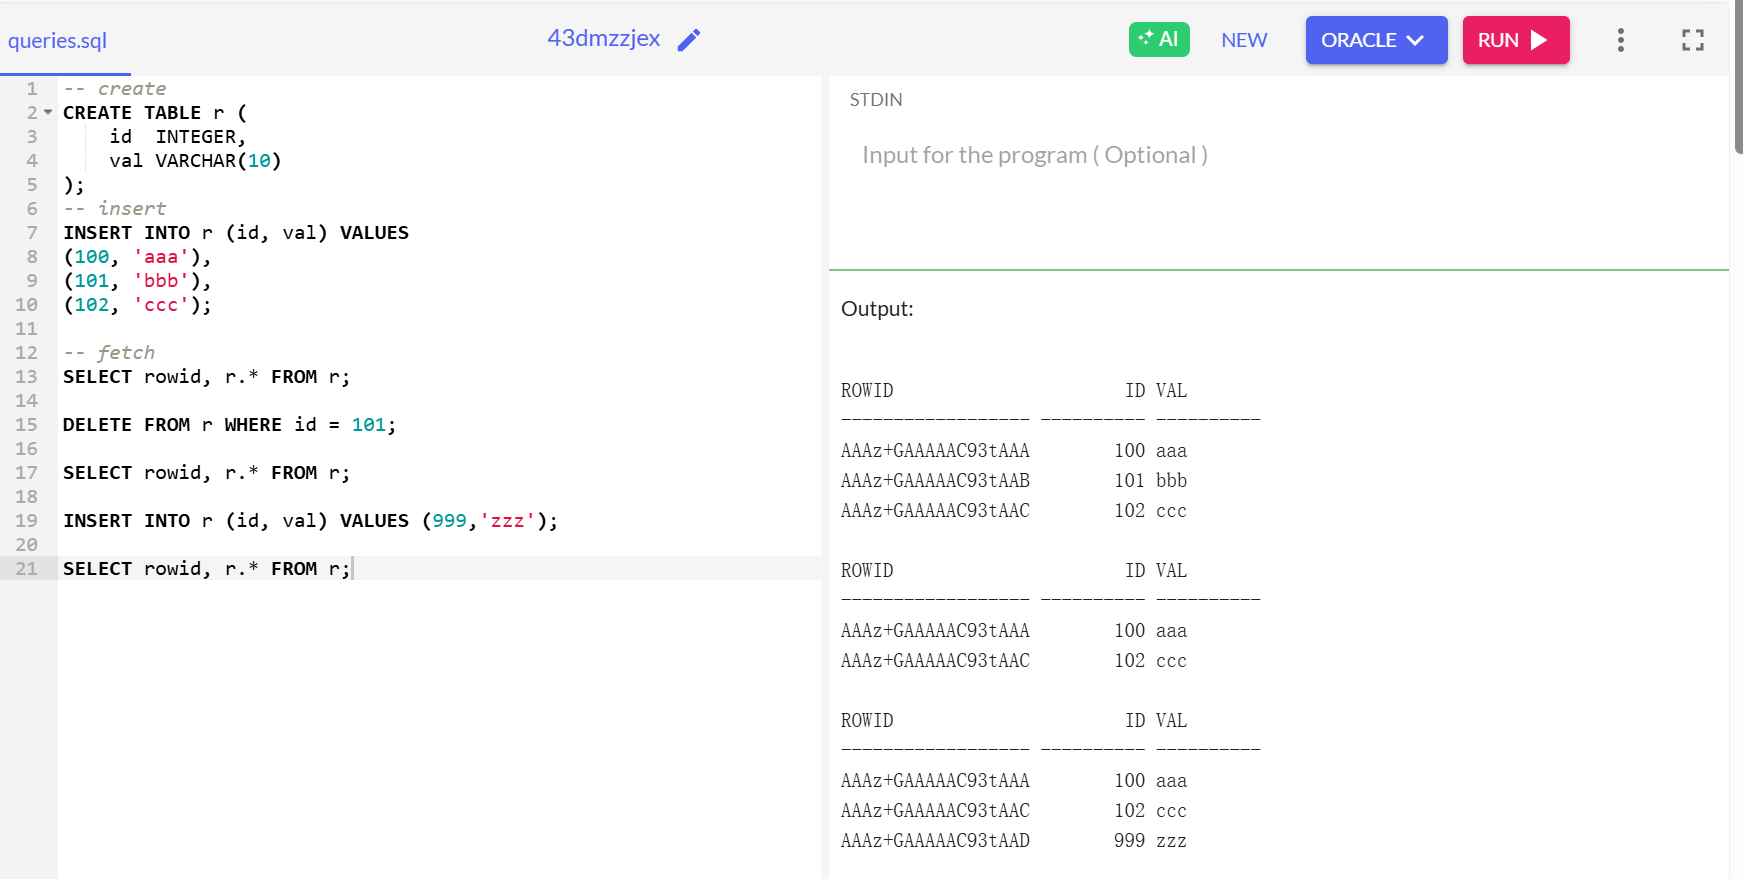 queries.sql
43dmzzjex
AI
NEW
ORACLE
RUN
1 -- create
2 CREATE TABLE r (
3     id  INTEGER,
4     val VARCHAR(10)
5 );
6 -- insert
7 INSERT INTO r (id, val) VALUES
8 (100, 'aaa'),
9 (101, 'bbb'),
10 (102, 'ccc');
11
12 -- fetch
13 SELECT rowid, r.* FROM r;
14
15 DELETE FROM r WHERE id = 101;
16
17 SELECT rowid, r.* FROM r;
18
19 INSERT INTO r (id, val) VALUES (999,'zzz');
20
21 SELECT rowid, r.* FROM r;
STDIN
Input for the program ( Optional )
Output:
ROWID                      ID VAL
------------------ ---------- ----------
AAAz+GAAAAAC93tAAA        100 aaa
AAAz+GAAAAAC93tAAB        101 bbb
AAAz+GAAAAAC93tAAC        102 ccc
ROWID                      ID VAL
------------------ ---------- ----------
AAAz+GAAAAAC93tAAA        100 aaa
AAAz+GAAAAAC93tAAC        102 ccc
ROWID                      ID VAL
------------------ ---------- ----------
AAAz+GAAAAAC93tAAA        100 aaa
AAAz+GAAAAAC93tAAC        102 ccc
AAAz+GAAAAAC93tAAD        999 zzz